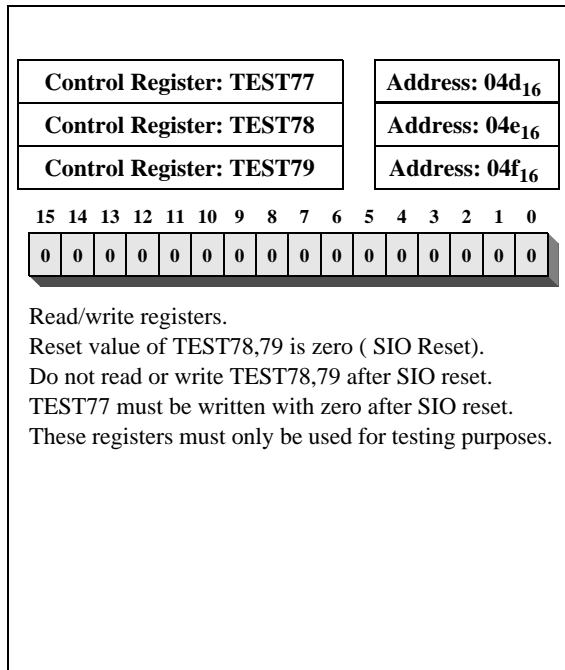 Control Register: TEST77 Address: 04d16
Control Register: TEST78 Address: 04e16
Control Register: TEST79 Address: 04f16
15 14 13 12 11 10 9 8 7 6 5 4 3 2 1 0
0 0 0 0 0 0 0 0 0 0 0 0 0 0 0 0
Read/write registers.
Reset value of TEST78,79 is zero ( SIO Reset).
Do not read or write TEST78,79 after SIO reset.
TEST77 must be written with zero after SIO reset.
These registers must only be used for testing purposes.